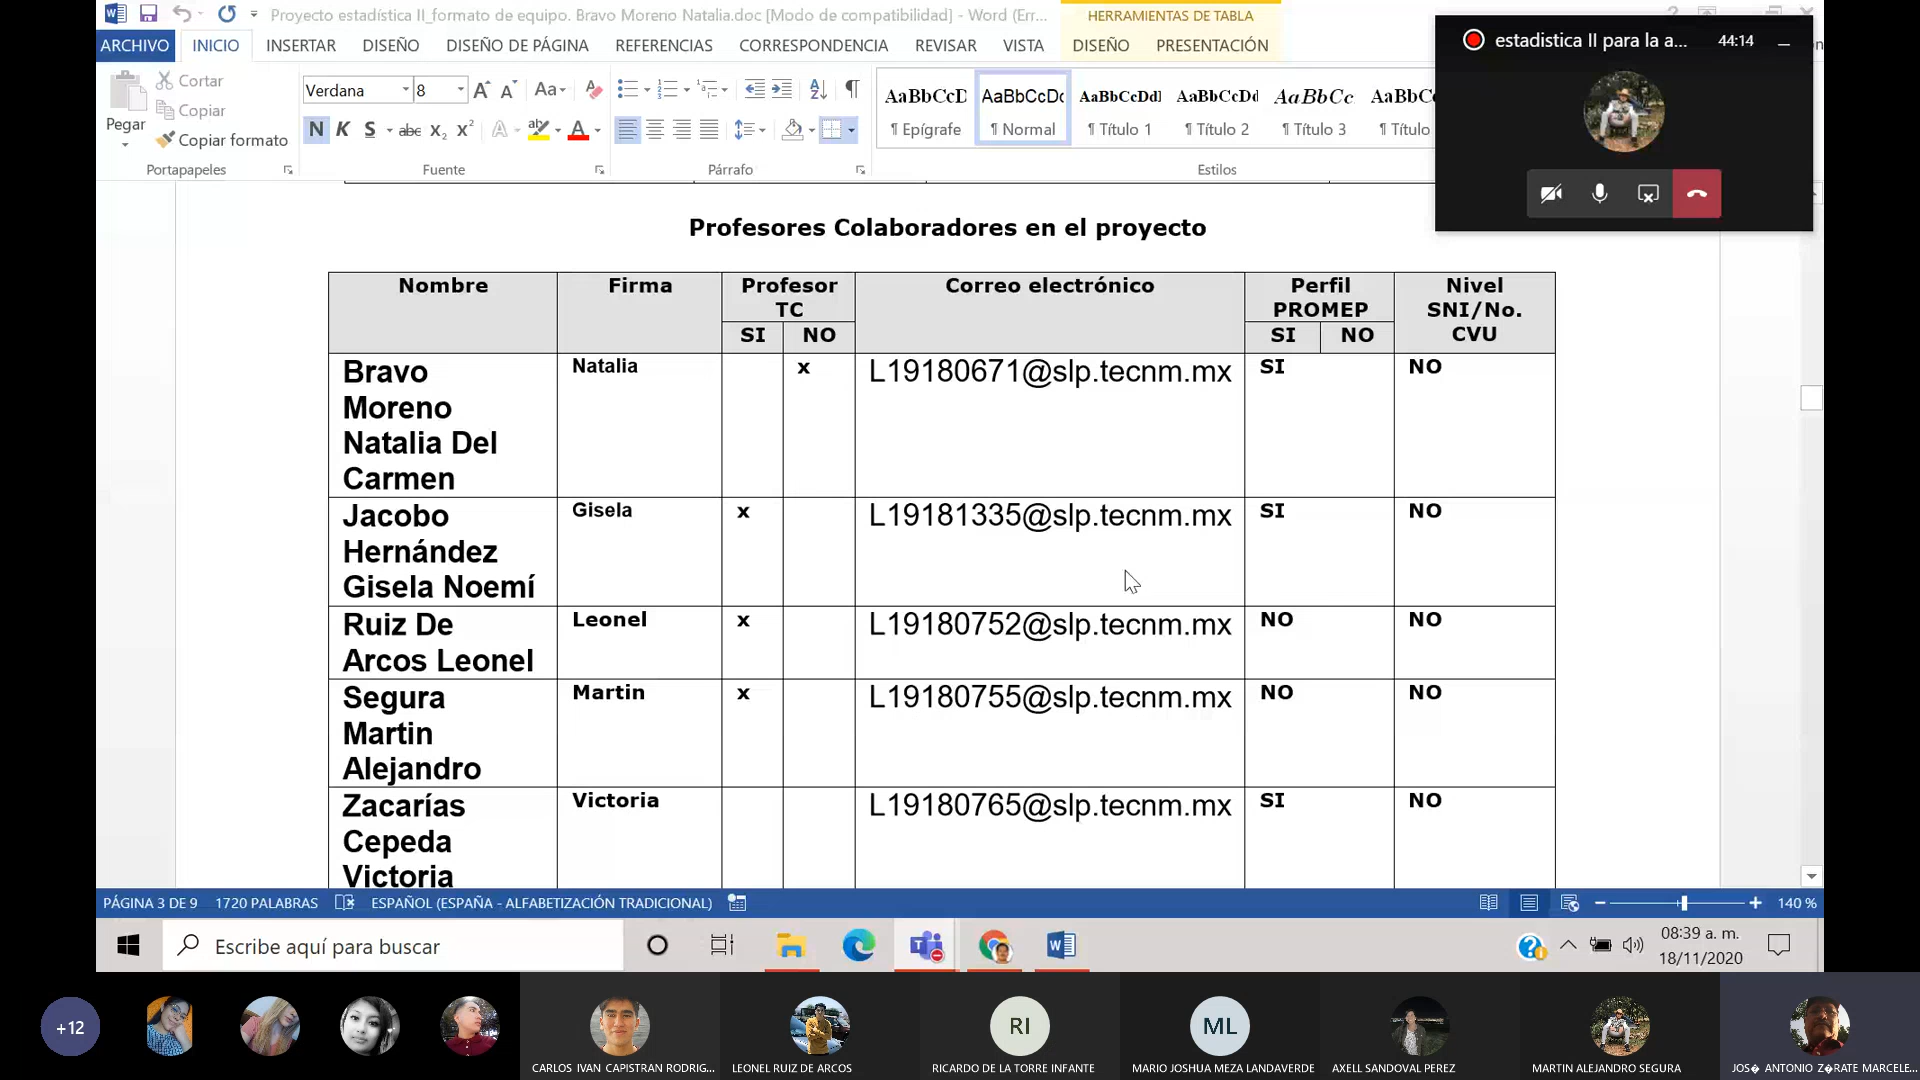 Proyecto estadística II_formato de equipo. Bravo Moreno Natalia.doc [Modo de compatibilidad] - Word (Err...
HERRAMIENTAS DE TABLA
ARCHIVO INICIO INSERTAR DISEÑO DISEÑO DE PÁGINA REFERENCIAS CORRESPONDENCIA REVISAR VISTA DISEÑO PRESENTACIÓN
estadistica II para la a... 44:14
Pegar
Cortar
Copiar
Copiar formato
Verdana 8
N K S abc
AaBbCcD AaBbCcDc AaBbCcDdI AaBbCcDd AaBbCc AaBbC
¶ Epígrafe ¶ Normal ¶ Título 1 ¶ Título 2 ¶ Título 3 ¶ Título
Portapapeles Fuente Párrafo Estilos
Profesores Colaboradores en el proyecto
Nombre Firma Profesor TC Correo electrónico Perfil PROMEP Nivel SNI/No. CVU
SI NO SI NO
Bravo Moreno Natalia Del Carmen Natalia x L19180671@slp.tecnm.mx SI NO
Jacobo Hernández Gisela Noemí Gisela x L19181335@slp.tecnm.mx SI NO
Ruiz De Arcos Leonel Leonel x L19180752@slp.tecnm.mx NO NO
Segura Martin Alejandro Martin x L19180755@slp.tecnm.mx NO NO
Zacarías Cepeda Victoria Victoria L19180765@slp.tecnm.mx SI NO
PÁGINA 3 DE 9 1720 PALABRAS ESPAÑOL (ESPAÑA - ALFABETIZACIÓN TRADICIONAL) 140 %
Escribe aquí para buscar
08:39 a. m.
18/11/2020
+12
RI
ML
CARLOS IVAN CAPISTRAN RODRIG...
LEONEL RUIZ DE ARCOS
RICARDO DE LA TORRE INFANTE
MARIO JOSHUA MEZA LANDAVERDE
AXELL SANDOVAL PEREZ
MARTIN ALEJANDRO SEGURA
JOS� ANTONIO Z�RATE MARCELE...